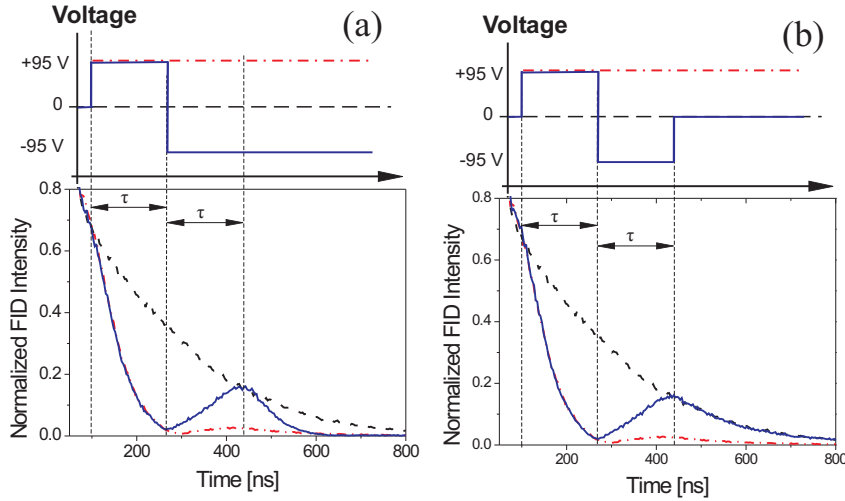 Voltage
(a)
+95 V
0
-95 V
τ
τ
0.8
0.6
0.4
0.2
0.0
Normalized FID Intensity
200
400
600
800
Time [ns]
Voltage
(b)
+95 V
0
-95 V
τ
τ
0.8
0.6
0.4
0.2
0.0
Normalized FID Intensity
200
400
600
800
Time [ns]